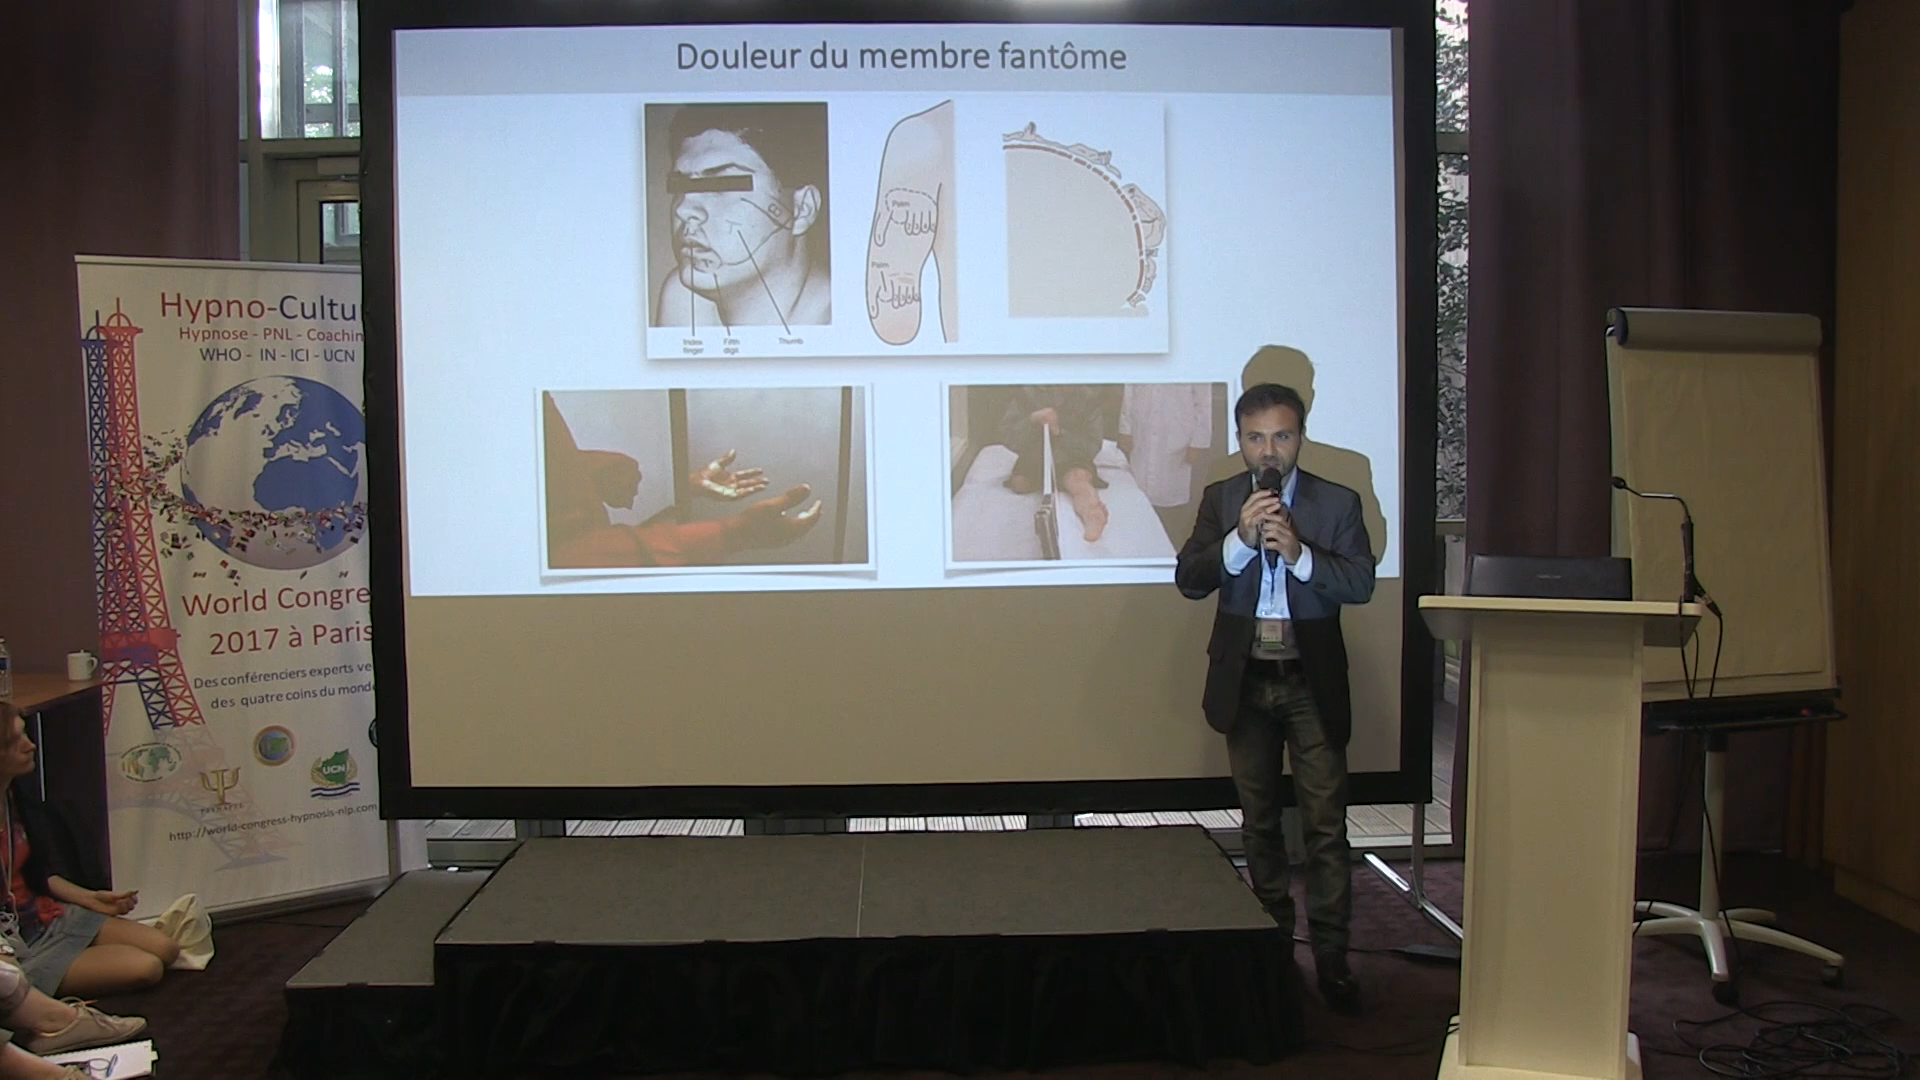 Douleur du membre fantôme
Palm
Palm
Index
finger
Fifth
digit
Thumb
Hypno-Cultu
Hypnose - PNL - Coachin
WHO - IN - ICI - UCN
World Congre
2017 à Paris
Des conférenciers experts ve
des quatre coins du monde
UCN
http://world-congress-hypnosis-nlp.com